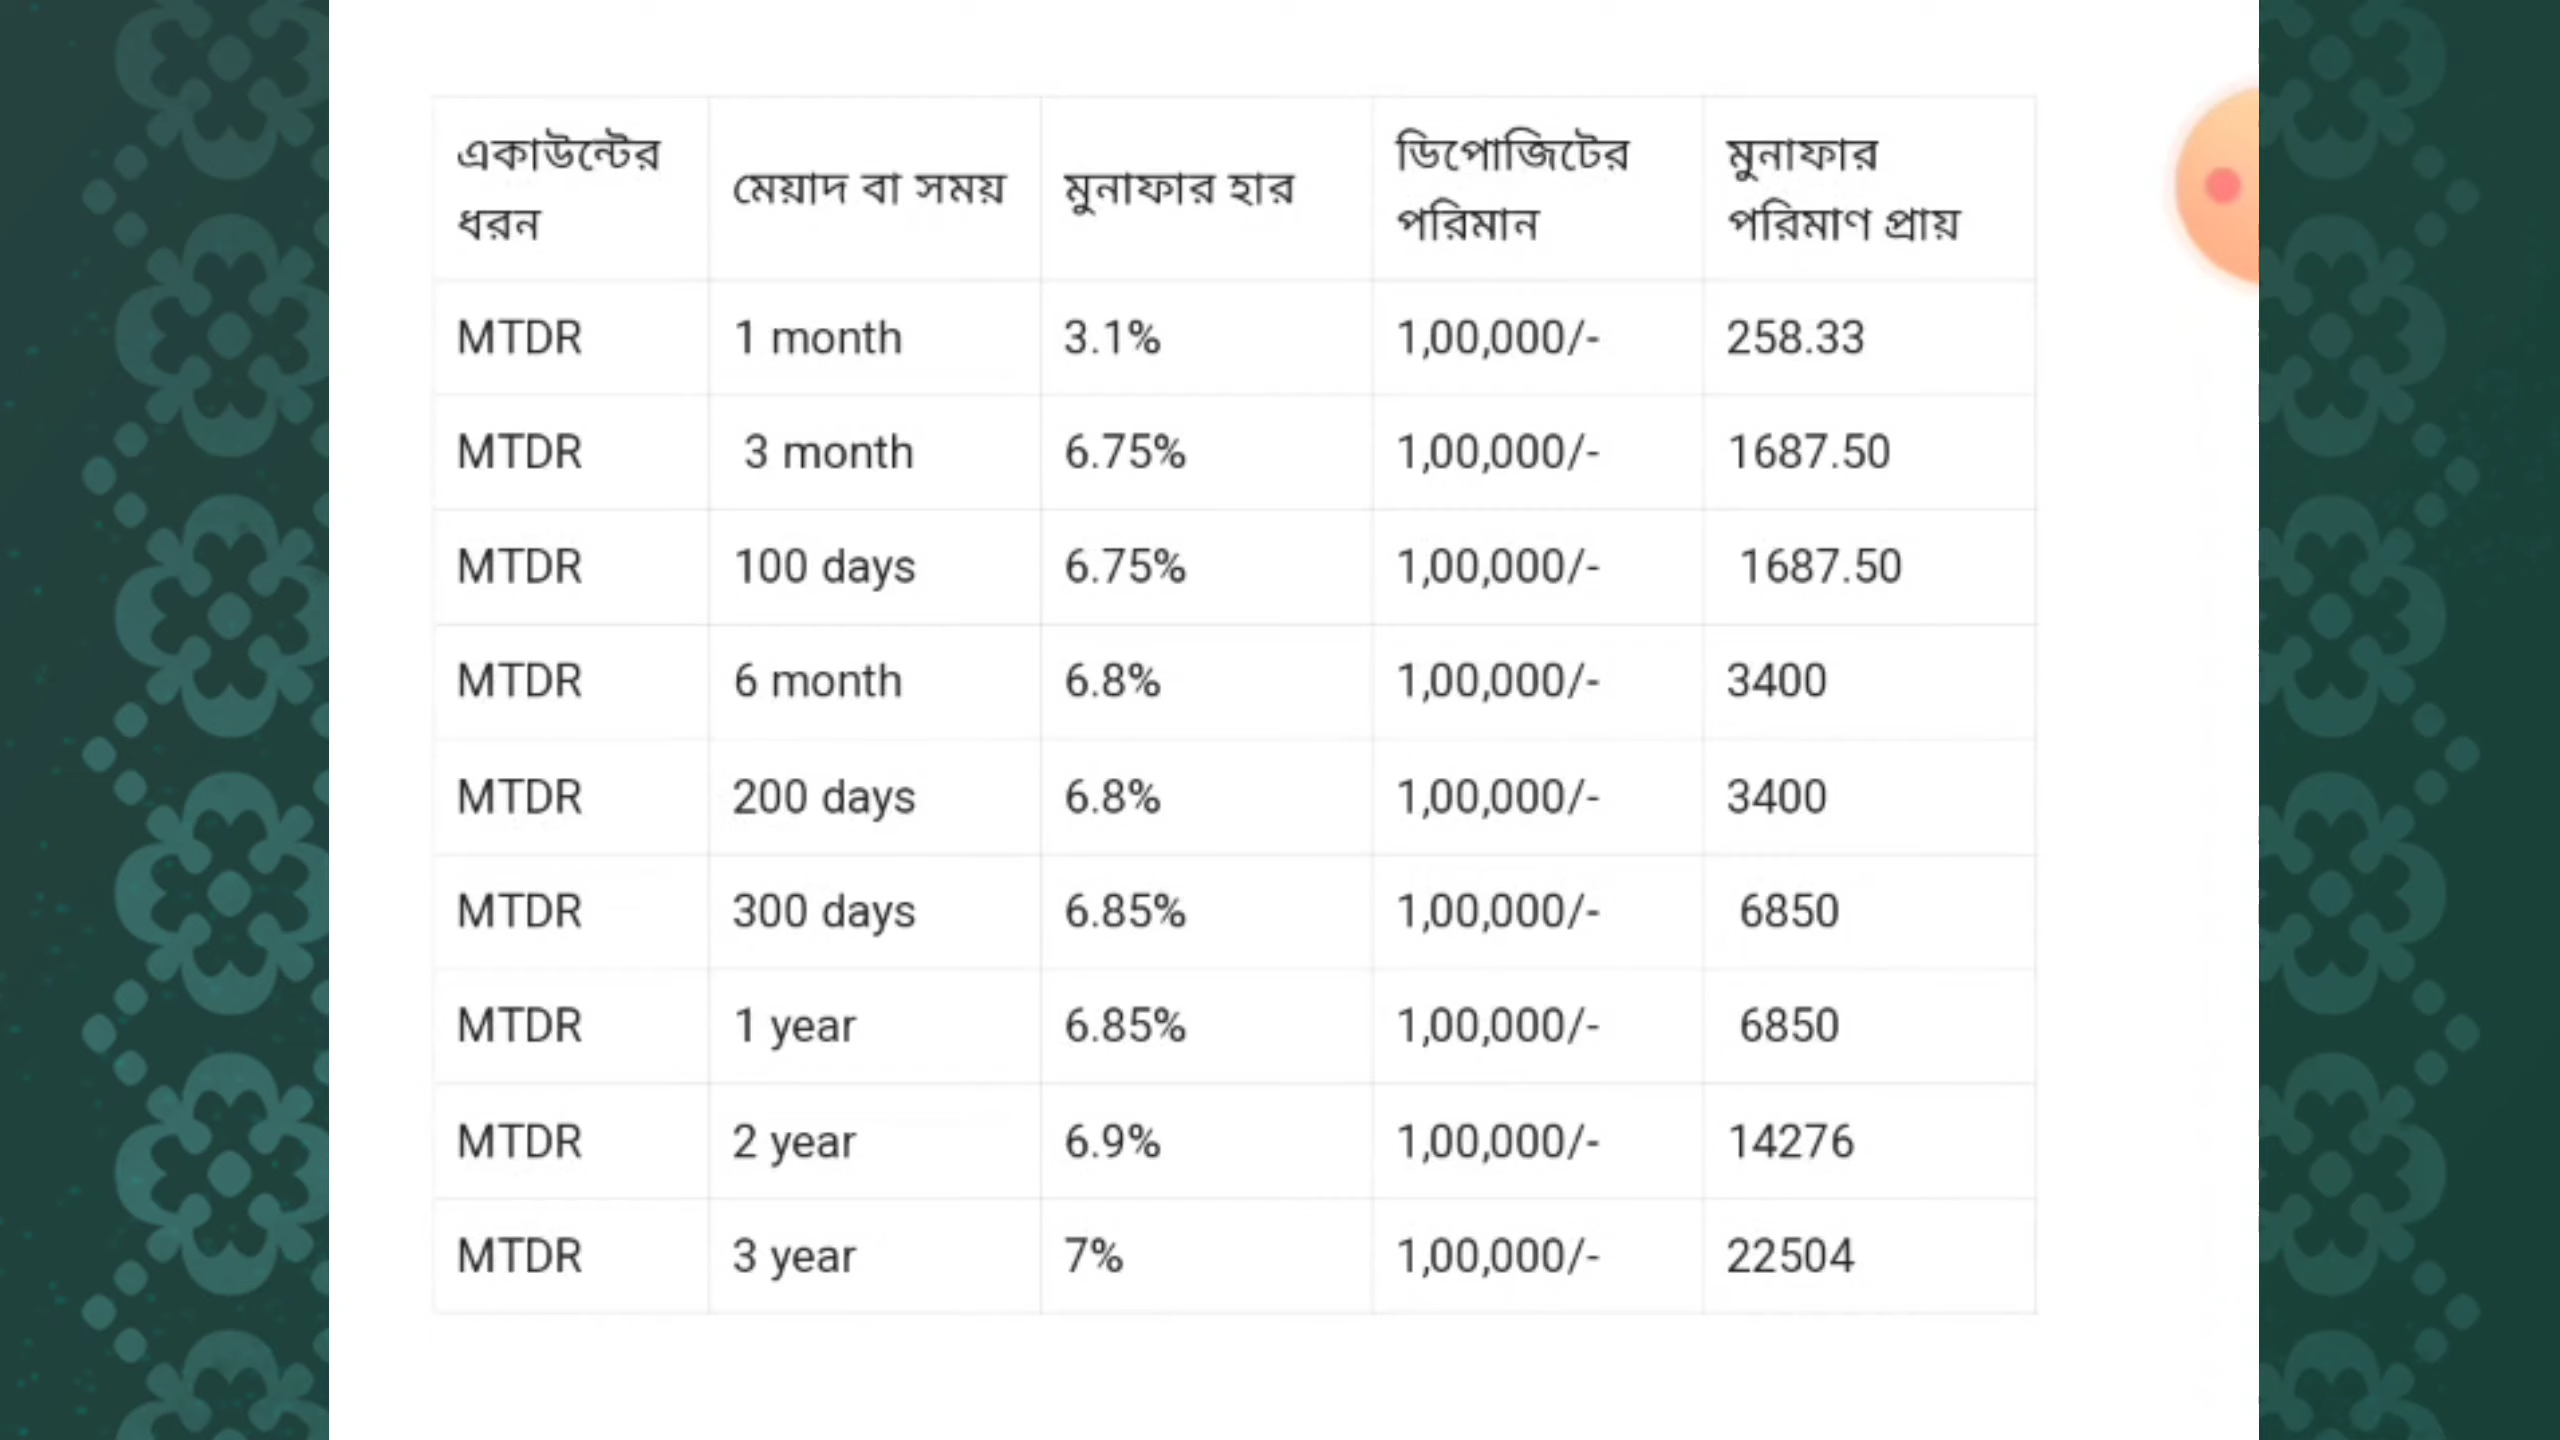 একাউন্টের ধরন	মেয়াদ বা সময়	মুনাফার হার	ডিপোজিটের পরিমান	মুনাফার পরিমাণ প্রায়
MTDR	1 month	3.1%	1,00,000/-	258.33
MTDR	3 month	6.75%	1,00,000/-	1687.50
MTDR	100 days	6.75%	1,00,000/-	1687.50
MTDR	6 month	6.8%	1,00,000/-	3400
MTDR	200 days	6.8%	1,00,000/-	3400
MTDR	300 days	6.85%	1,00,000/-	6850
MTDR	1 year	6.85%	1,00,000/-	6850
MTDR	2 year	6.9%	1,00,000/-	14276
MTDR	3 year	7%	1,00,000/-	22504